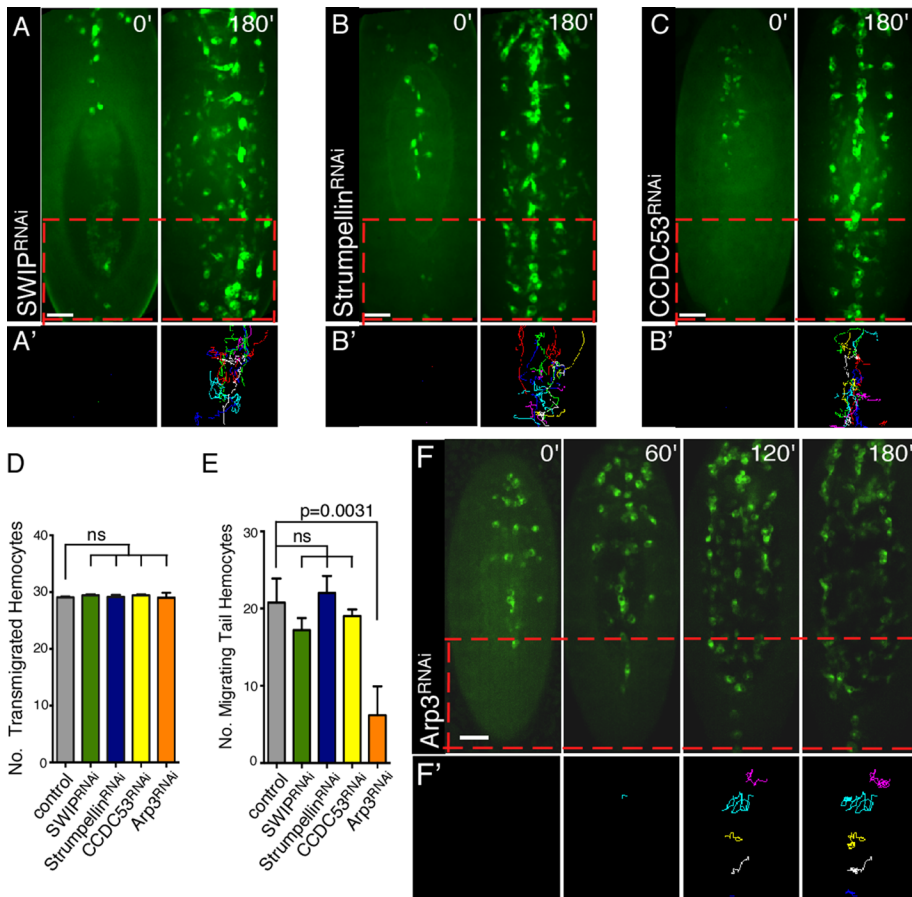 A
0'
180'
SWIP^RNAi
B
0'
180'
Strumpellin^RNAi
C
0'
180'
CCDC53^RNAi
A'
B'
B'
D
No. Transmigrated Hemocytes
40
30
20
10
0
ns
control
SWIP^RNAi
Strumpellin^RNAi
CCDC53^RNAi
Arp3^RNAi
E
No. Migrating Tail Hemocytes
30
20
10
0
p=0.0031
ns
control
SWIP^RNAi
Strumpellin^RNAi
CCDC53^RNAi
Arp3^RNAi
F
0'
60'
120'
180'
Arp3^RNAi
F'